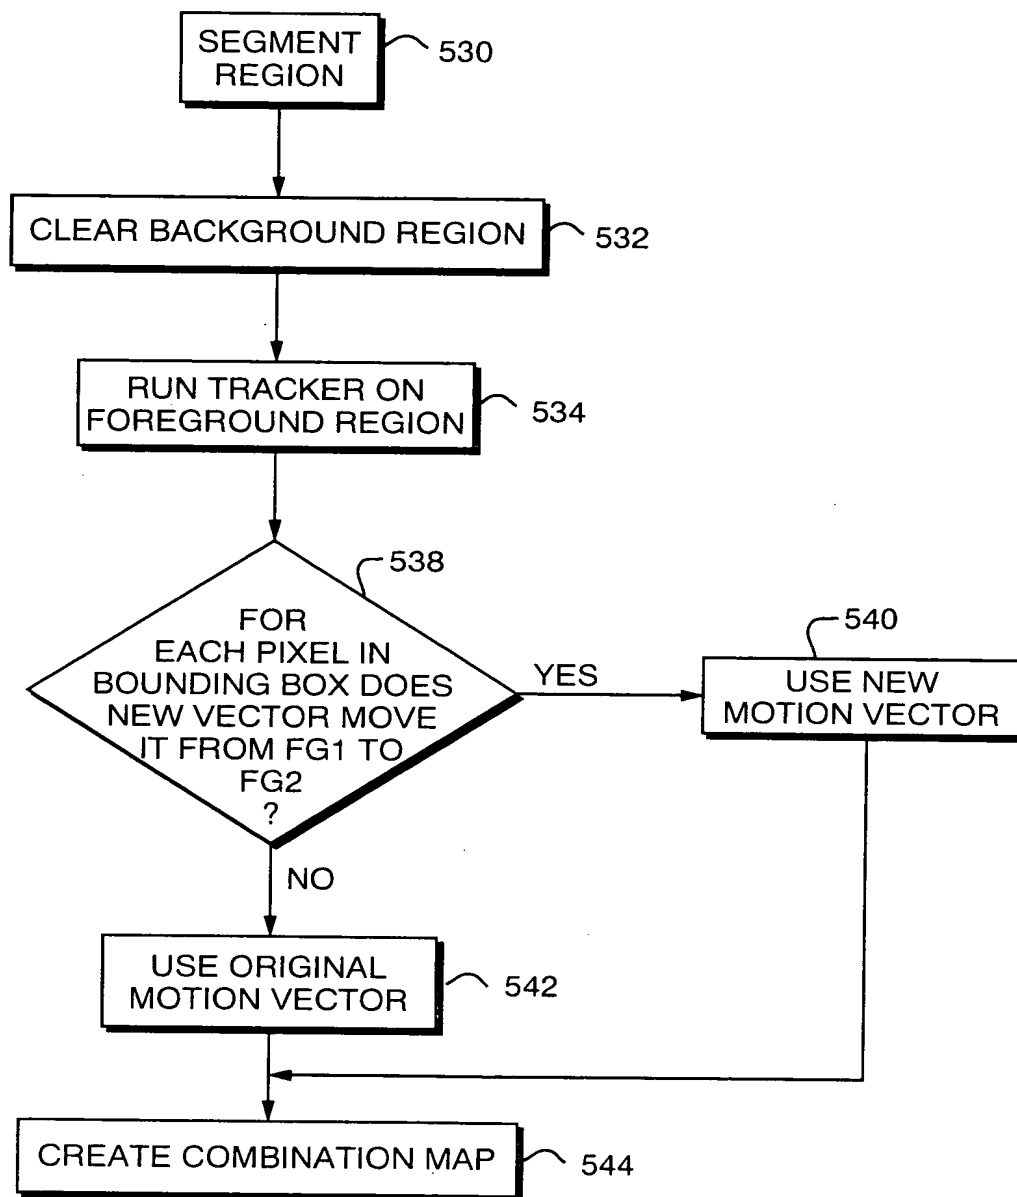 SEGMENT
REGION
530
CLEAR BACKGROUND REGION
532
RUN TRACKER ON
FOREGROUND REGION
534
538
FOR
EACH PIXEL IN
BOUNDING BOX DOES
NEW VECTOR MOVE
IT FROM FG1 TO
FG2
?
YES
540
USE NEW
MOTION VECTOR
NO
USE ORIGINAL
MOTION VECTOR
542
CREATE COMBINATION MAP
544